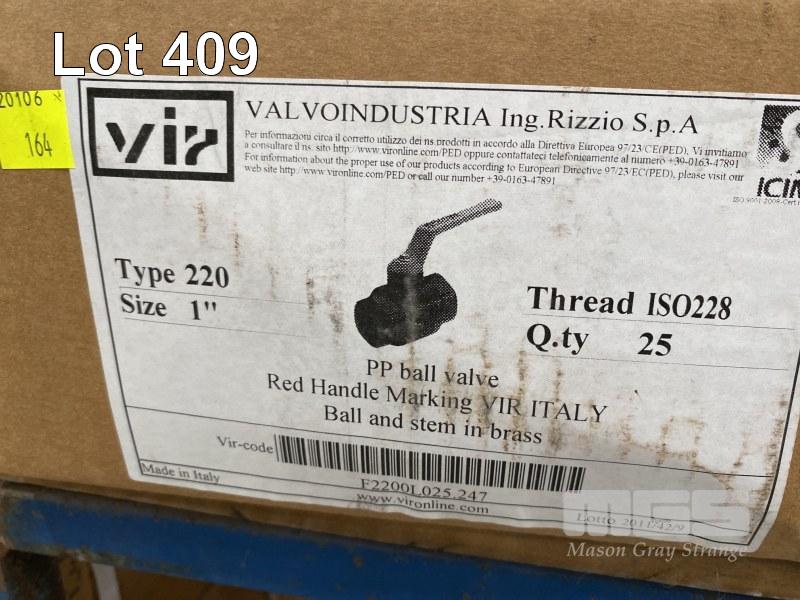 Lot 409
20106
164
vir
VALVOINDUSTRIA Ing.Rizzio S.p.A
Per informazioni circa il corretto utilizzo dei ns.prodotti in accordo alla Direttiva Europea 97/23/CE(PED), Vi invitiamo
a consultare il ns. sito http://www.vironline.com/PED oppure contattateci telefonicamente al numero +39-0163-47891
For information about the proper use of our products according to European Directive 97/23/EC(PED), please visit our
web site http://www.vironline.com/PED or call our number +39-0163-47891
ISO 9001:2008
Type 220
Size 1"
Thread ISO228
Q.ty 25
PP ball valve
Red Handle Marking VIR ITALY
Ball and stem in brass
Vir-code
F2200L025.247
Made in Italy
www.vironline.com
Lotto 2011/42/9
MGS
Mason Gray Strange